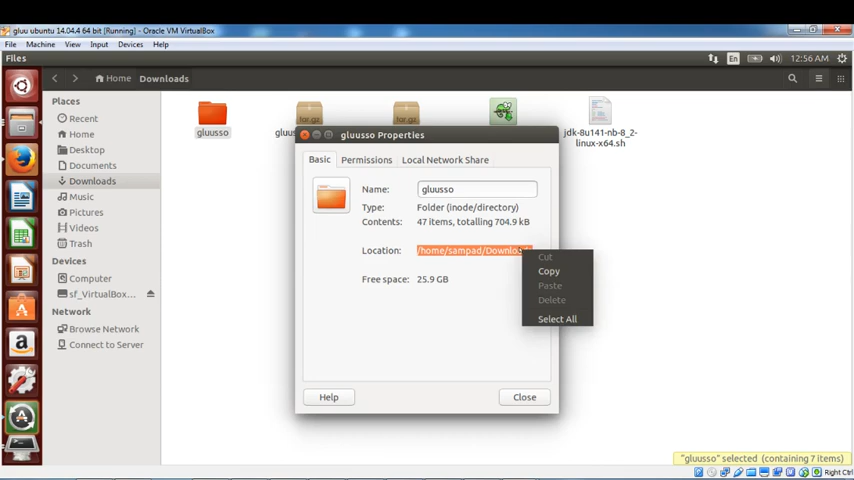 gluu ubuntu 14.04.4 64 bit [Running] - Oracle VM VirtualBox
File Machine View Input Devices Help
Files
En
12:56 AM
Home Downloads
Places
Recent
Home
Desktop
Documents
Downloads
Music
Pictures
Videos
Trash
Devices
Computer
sf_VirtualBox...
Network
Browse Network
Connect to Server
tar.gz
tar.gz
gluusso
jdk-8u141-nb-8_2-
linux-x64.sh
gluusso Properties
Basic Permissions Local Network Share
Name: gluusso
Type: Folder (inode/directory)
Contents: 47 items, totalling 704.9 kB
Location: /home/sampad/Downloads
Free space: 25.9 GB
Cut
Copy
Paste
Delete
Select All
Help Close
"gluusso" selected (containing 7 items)
Right Ctrl